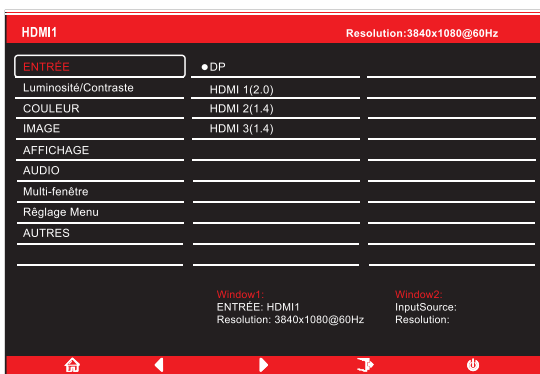 HDMI1 Resolution:3840x1080@60Hz
ENTRÉE ●DP
Luminosité/Contraste HDMI 1(2.0)
COULEUR HDMI 2(1.4)
IMAGE HDMI 3(1.4)
AFFICHAGE
AUDIO
Multi-fenêtre
Rêglage Menu
AUTRES
Window1: Window2:
ENTRÉE: HDMI1 InputSource:
Resolution: 3840x1080@60Hz Resolution: